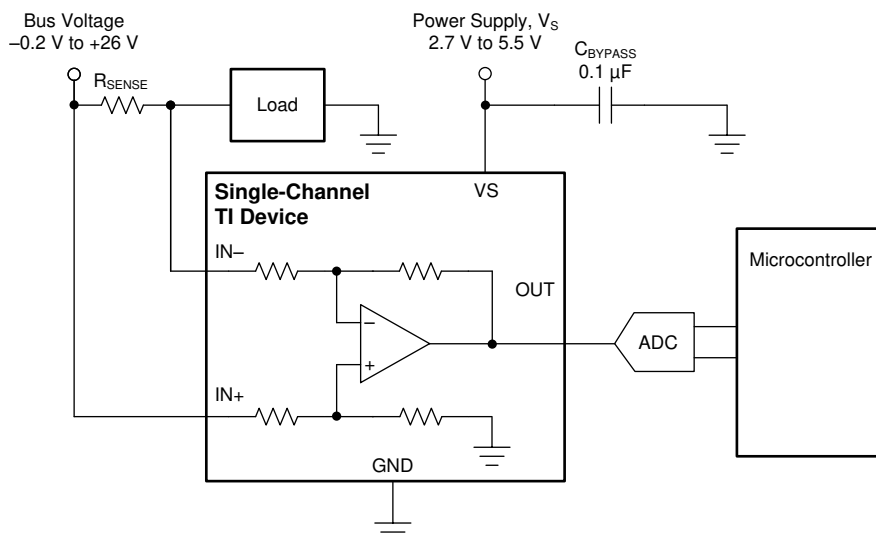 Bus Voltage
–0.2 V to +26 V
Power Supply, VS
2.7 V to 5.5 V
CBYPASS
0.1 µF
RSENSE
Load
Single-Channel
TI Device
VS
IN–
OUT
Microcontroller
–
ADC
+
IN+
GND